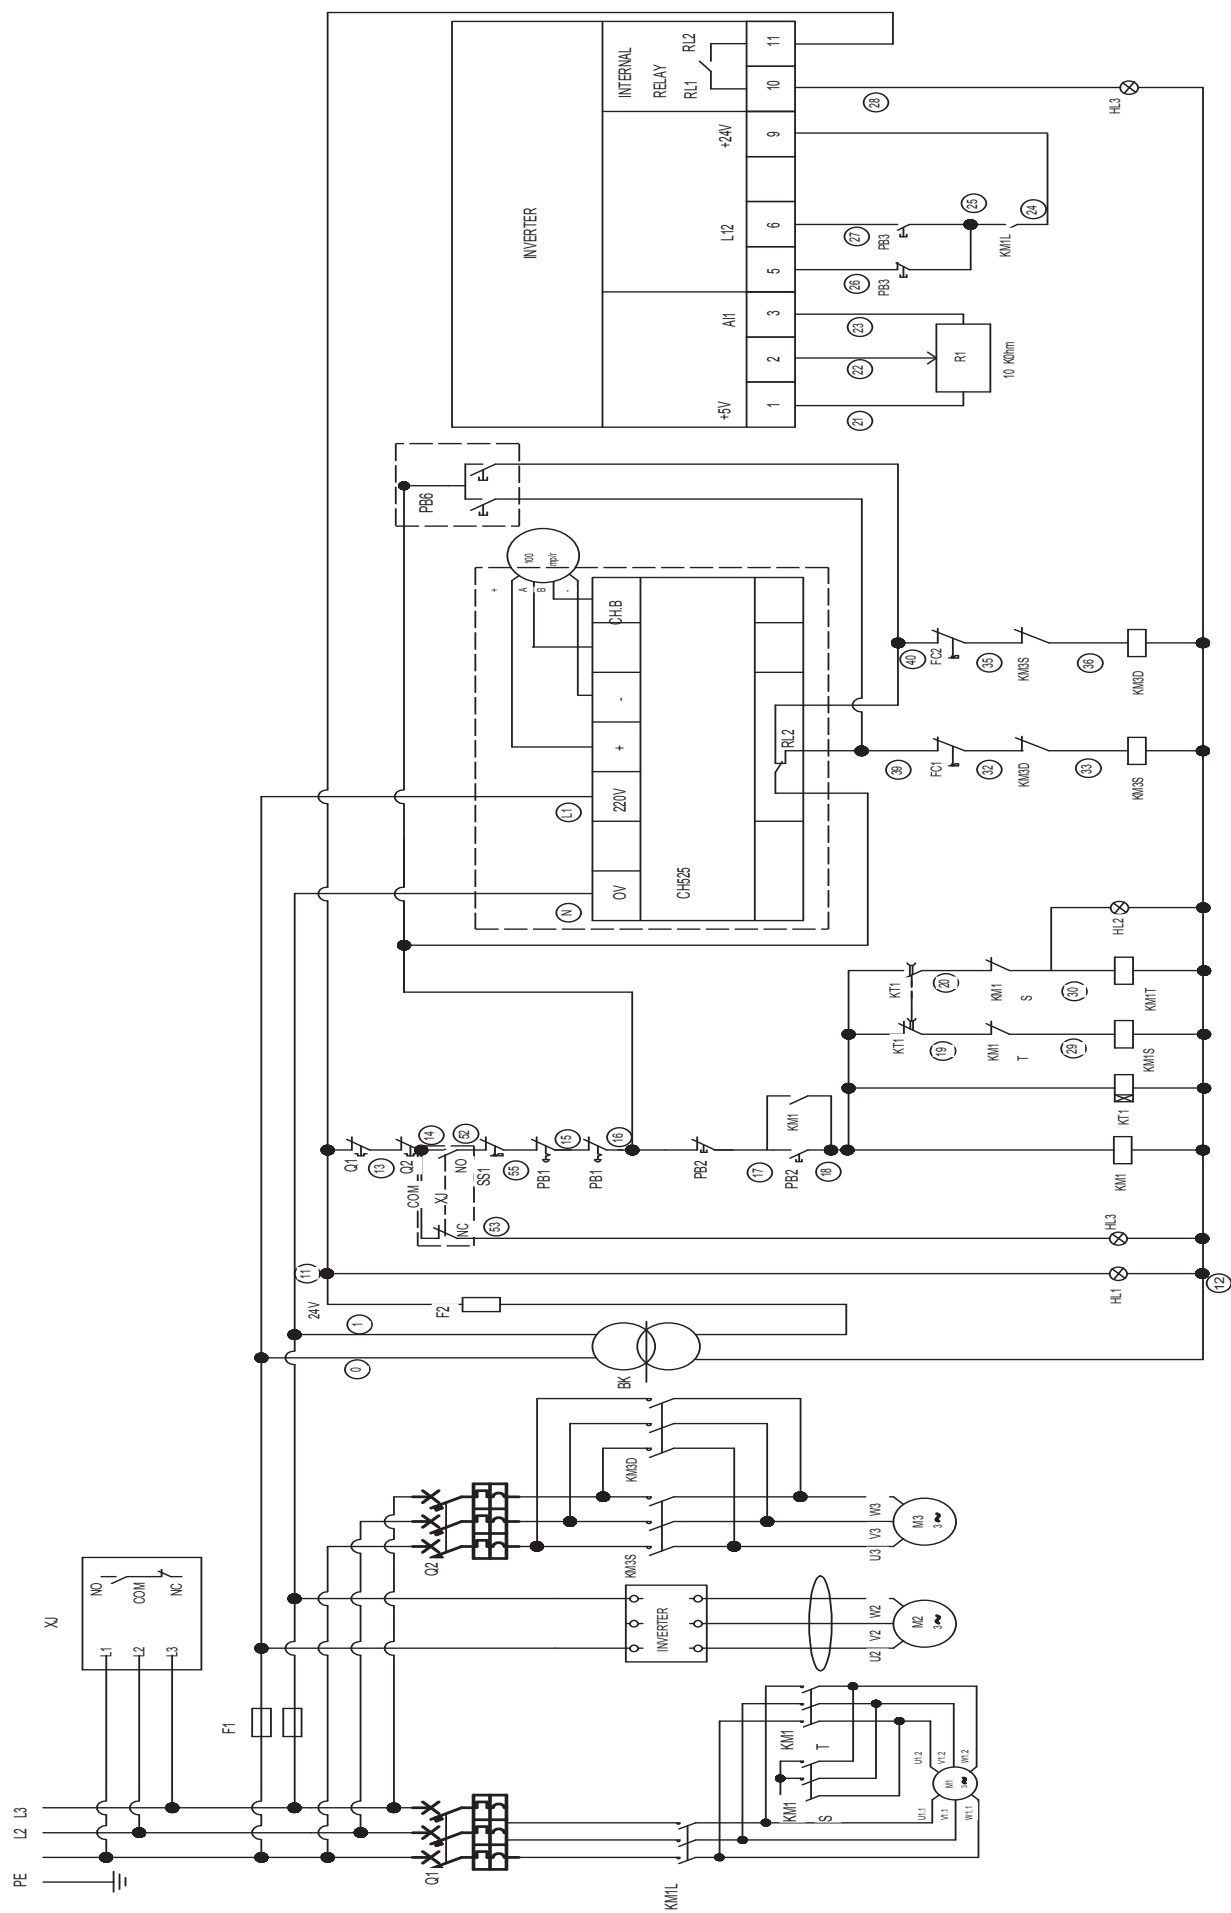 PE
L2
L3
XJ
L1
L2
L3
NO
COM
NC
F1
Q1
Q2
KM1L
KM1
S
KM1
T
U1.1
V1.1
W1.1
U1.2
V1.2
W1.2
M1
3
INVERTER
U2
V2
W2
M2
3
KM3S
KM3D
U3
V3
W3
M3
3
0
1
BK
24V
F2
11
HL1
12
Q1
13
Q2
14
COM
XJ
NC
NO
52
53
HL3
SS1
55
PB1
15
PB1
16
PB2
17
PB2
KM1
18
KM1
KT1
KT1
19
KM1
T
29
KM1S
KT1
20
KM1
S
30
KM1T
HL2
N
L1
OV
220V
+
-
CH.B
CH525
RL2
+
A
B
-
100
mp/r
PB6
39
FC1
32
KM3D
33
KM3S
40
FC2
35
KM3S
36
KM3D
INVERTER
+5V
AI1
L12
+24V
INTERNAL
RELAY
RL1
RL2
1
2
3
5
6
9
10
11
21
22
23
26
27
28
R1
10 K0hm
PB3
PB3
25
24
KM1L
HL3